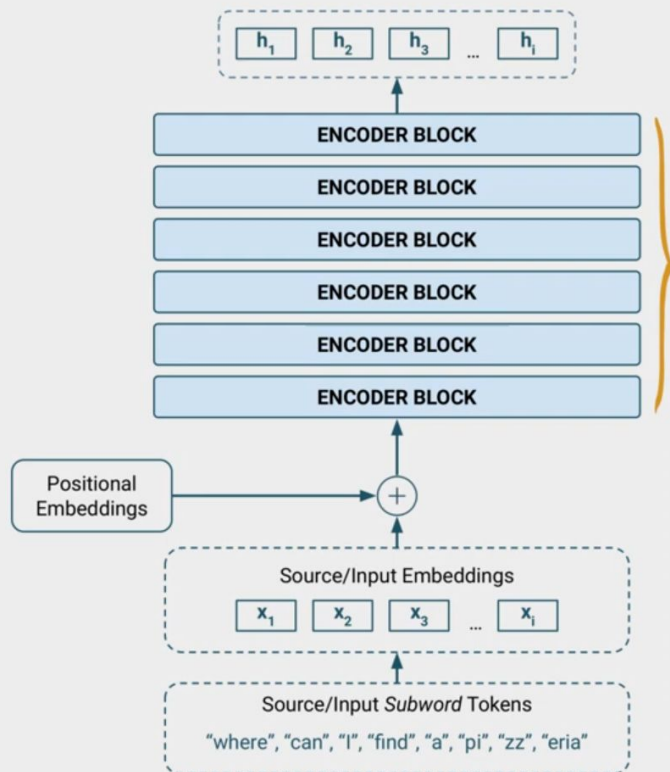 h1 h2 h3 ... hi
ENCODER BLOCK
ENCODER BLOCK
ENCODER BLOCK
ENCODER BLOCK
ENCODER BLOCK
ENCODER BLOCK
Positional
Embeddings
+
Source/Input Embeddings
x1 x2 x3 ... xi
Source/Input Subword Tokens
“where”, “can”, “I”, “find”, “a”, “pi”, “zz”, “eria”